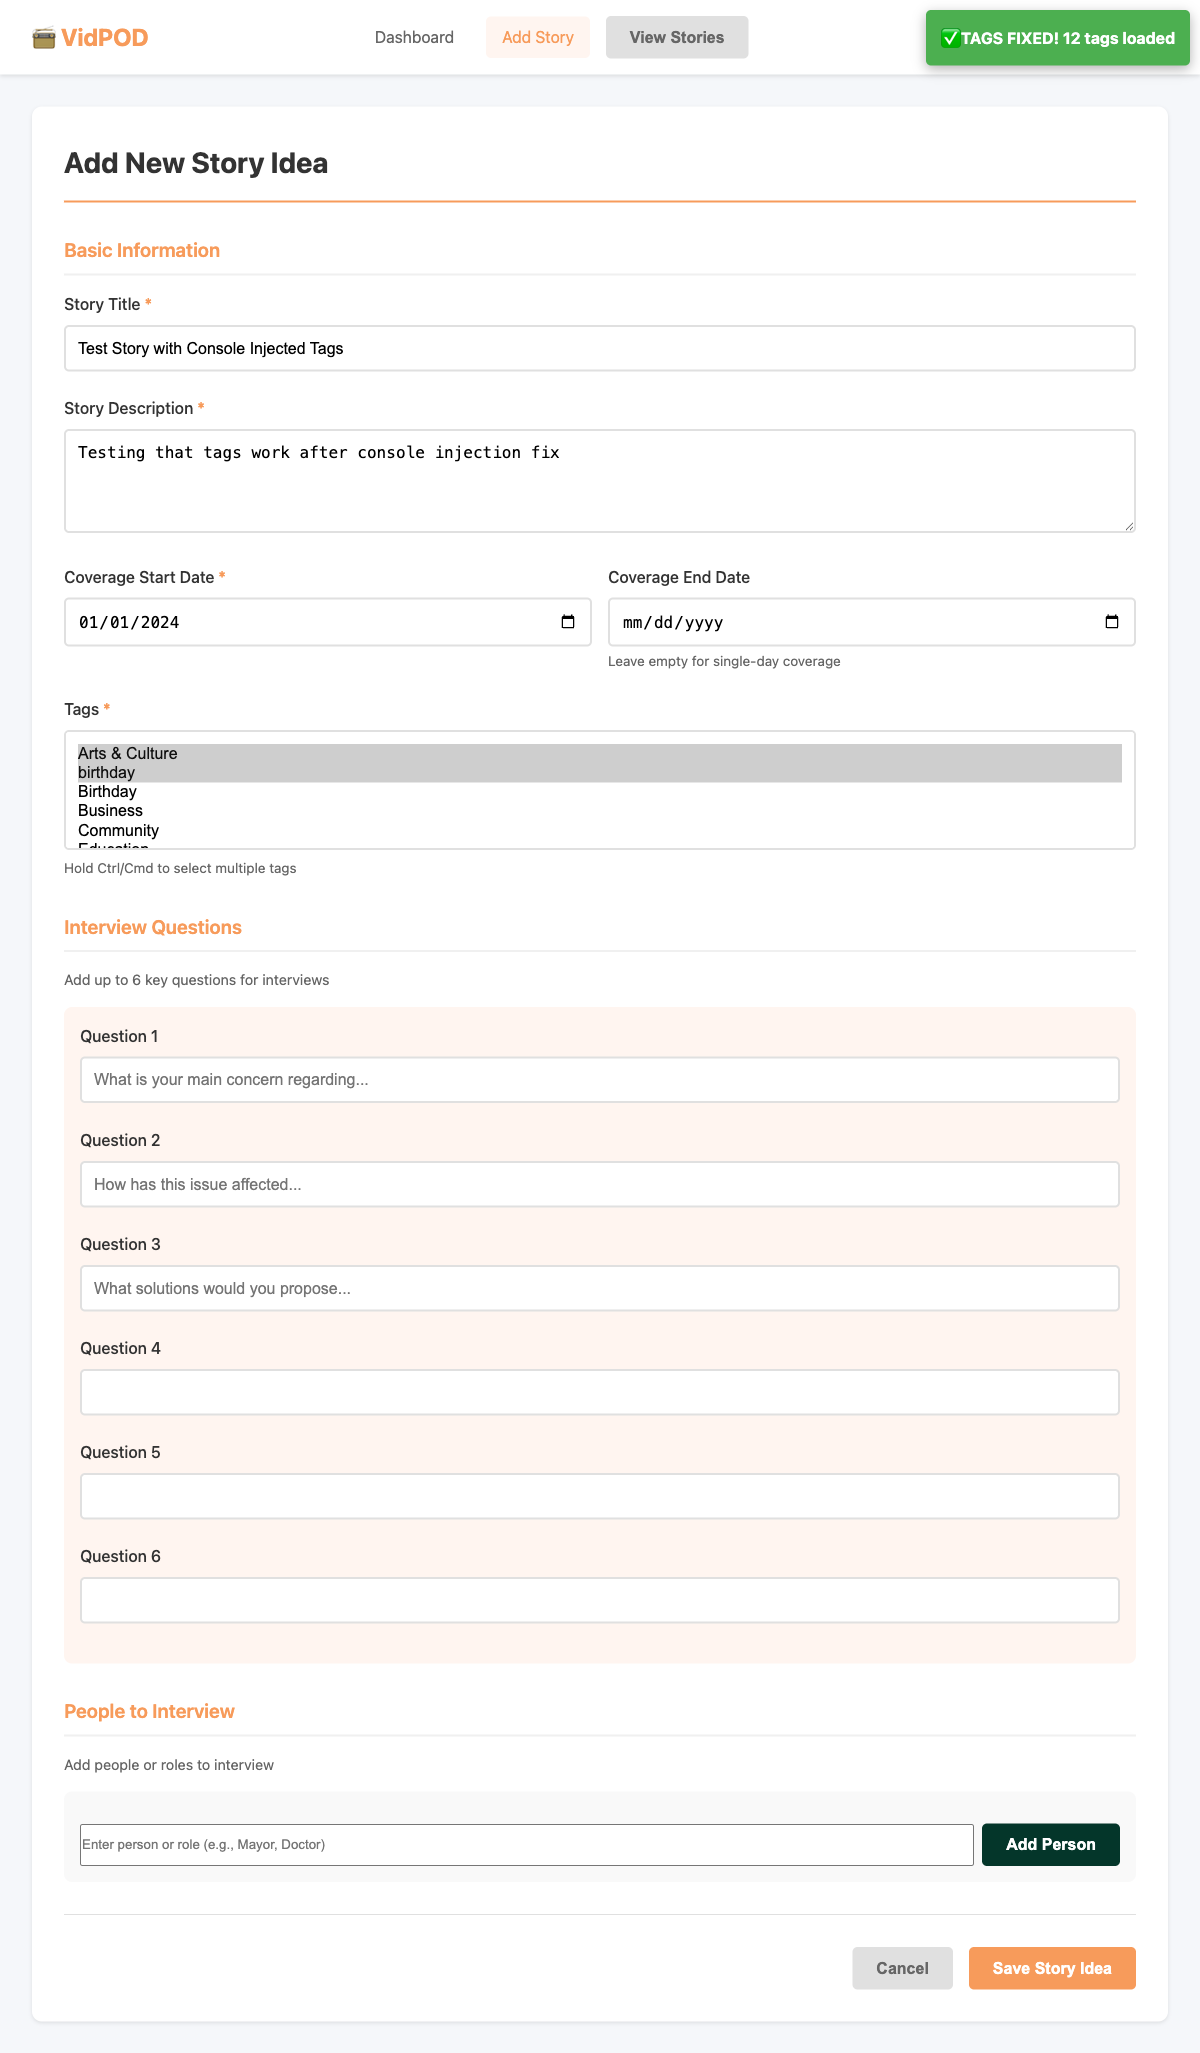 VidPOD
Dashboard
Add Story
View Stories
✅TAGS FIXED! 12 tags loaded
Add New Story Idea
Basic Information
Story Title *
Test Story with Console Injected Tags
Story Description *
Testing that tags work after console injection fix
Coverage Start Date *
01/01/2024
Coverage End Date
mm/dd/yyyy
Leave empty for single-day coverage
Tags *
Arts & Culture
birthday
Birthday
Business
Community
Education
Hold Ctrl/Cmd to select multiple tags
Interview Questions
Add up to 6 key questions for interviews
Question 1
What is your main concern regarding...
Question 2
How has this issue affected...
Question 3
What solutions would you propose...
Question 4
Question 5
Question 6
People to Interview
Add people or roles to interview
Enter person or role (e.g., Mayor, Doctor)
Add Person
Cancel
Save Story Idea